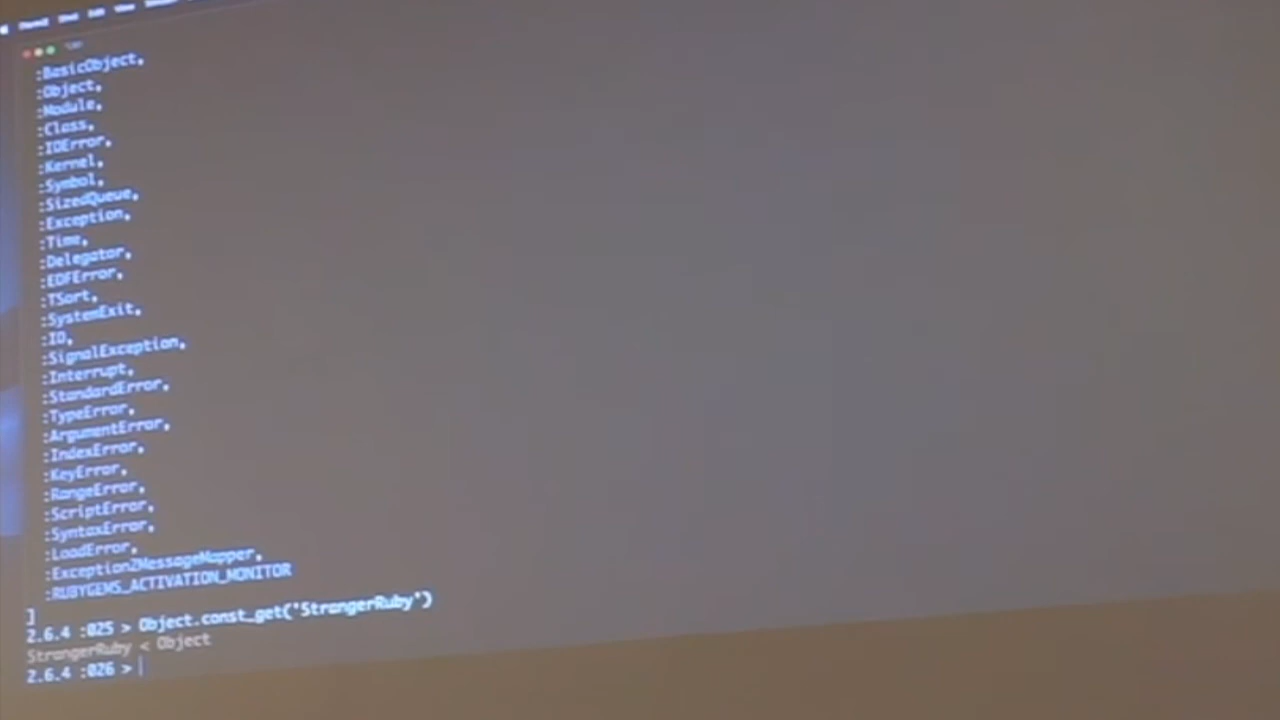 :BasicObject,
:Object,
:Module,
:Class,
:IOError,
:Kernel,
:Symbol,
:SizedQueue,
:Exception,
:Time,
:Delegator,
:EOFError,
:TSort,
:SystemExit,
:IO,
:SignalException,
:Interrupt,
:StandardError,
:TypeError,
:ArgumentError,
:IndexError,
:KeyError,
:RangeError,
:ScriptError,
:SyntaxError,
:LoadError,
:Exception2MessageMapper,
:RUBYGEMS_ACTIVATION_MONITOR
]
2.6.4 :025 > Object.const_get('StrangerRuby')
StrangerRuby < Object
2.6.4 :026 >